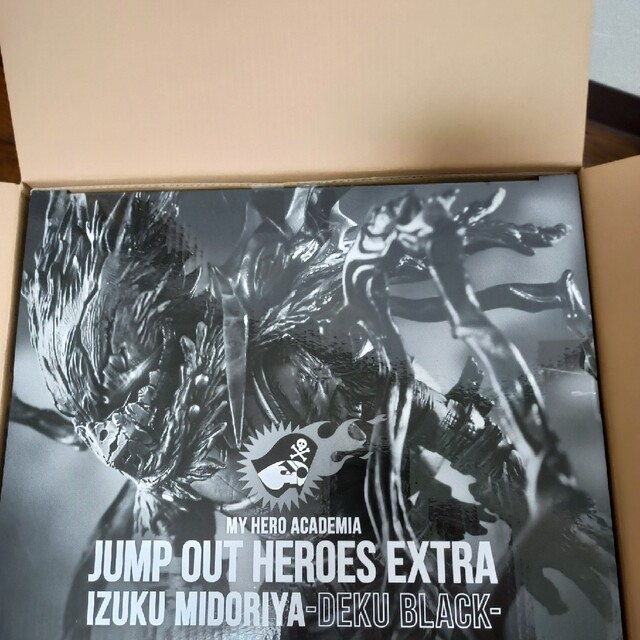 MY HERO ACADEMIA
JUMP OUT HEROES EXTRA
IZUKU MIDORIYA-DEKU BLACK-